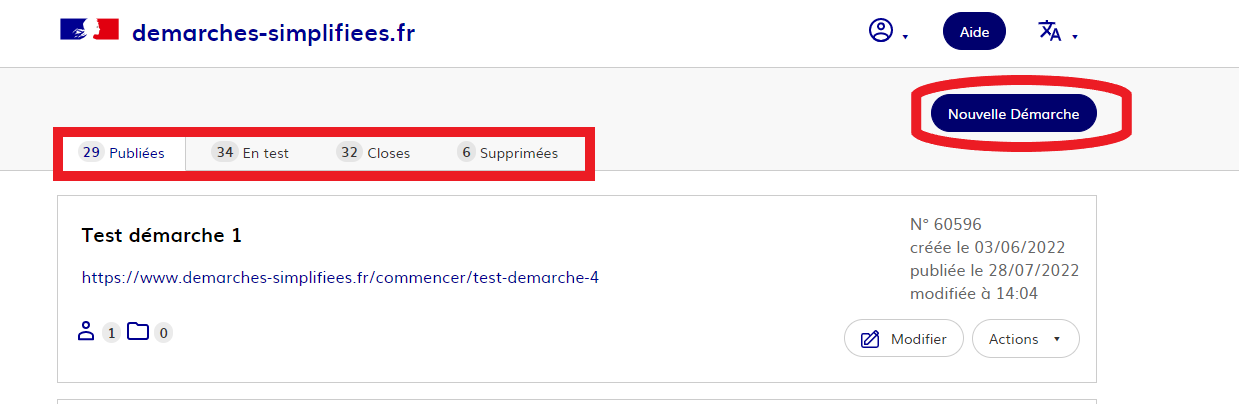 demarches-simplifiees.fr
Aide
Nouvelle Démarche
29 Publiées 34 En test 32 Closes 6 Supprimées
Test démarche 1
N° 60596
créée le 03/06/2022
https://www.demarches-simplifiees.fr/commencer/test-demarche-4
publiée le 28/07/2022
modifiée à 14:04
1 0
Modifier Actions